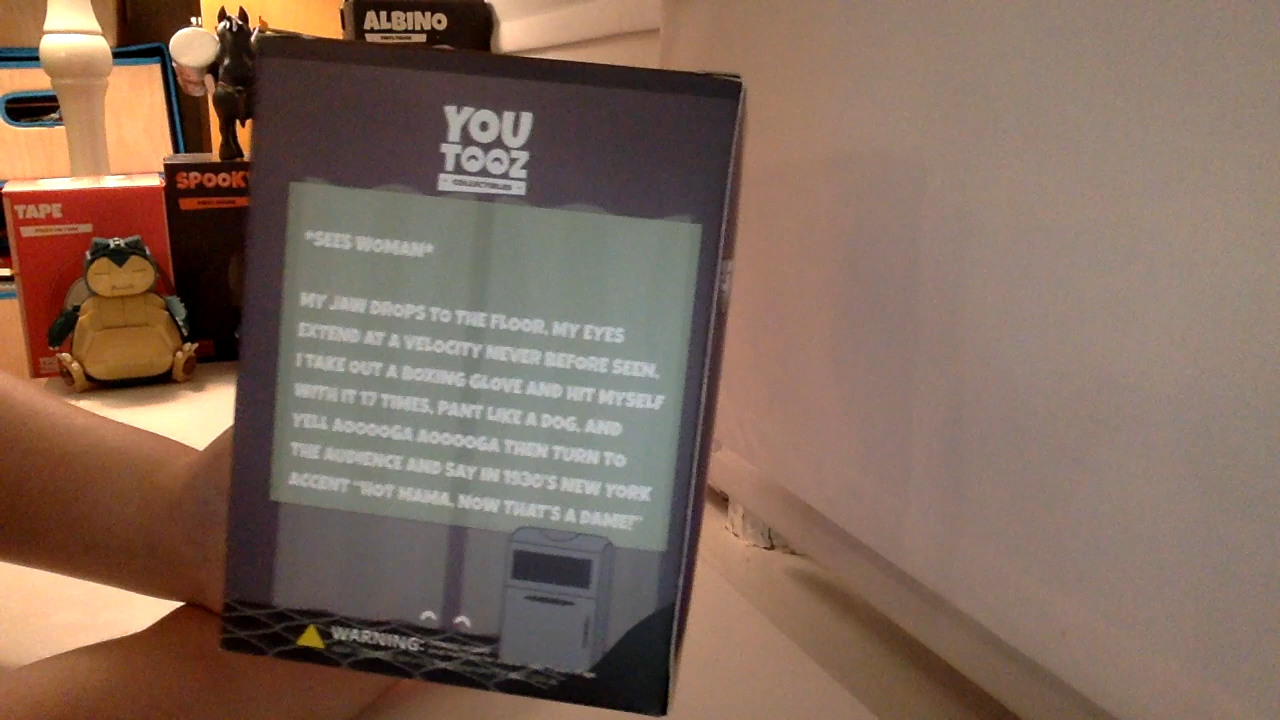 ALBINO
YOU
TOOZ
COLLECTIBLES
SPOOKY
TAPE
*SEES WOMAN*
MY JAW DROPS TO THE FLOOR, MY EYES
EXTEND AT A VELOCITY NEVER BEFORE SEEN,
I TAKE OUT A BOXING GLOVE AND HIT MYSELF
WITH IT 17 TIMES, PANT LIKE A DOG, AND
YELL AOOOOGA AOOOOGA THEN TURN TO
THE AUDIENCE AND SAY IN 1930'S NEW YORK
ACCENT "HOT MAMA, NOW THAT'S A DAME!"
WARNING: